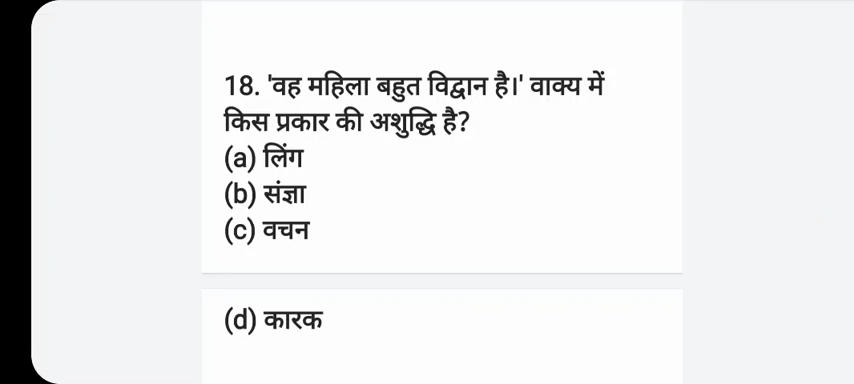 18. 'वह महिला बहुत विद्वान है।' वाक्य में
किस प्रकार की अशुद्धि है?
(a) लिंग
(b) संज्ञा
(c) वचन
(d) कारक